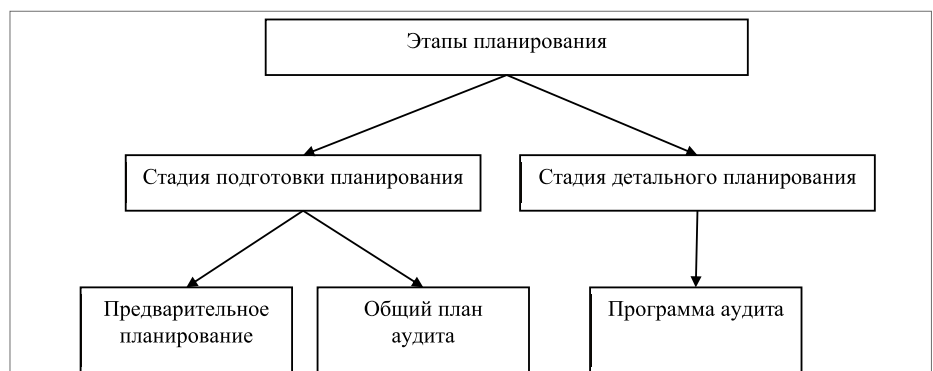 Этапы планирования
Стадия подготовки планирования
Стадия детального планирования
Предварительное
планирование
Общий план
аудита
Программа аудита